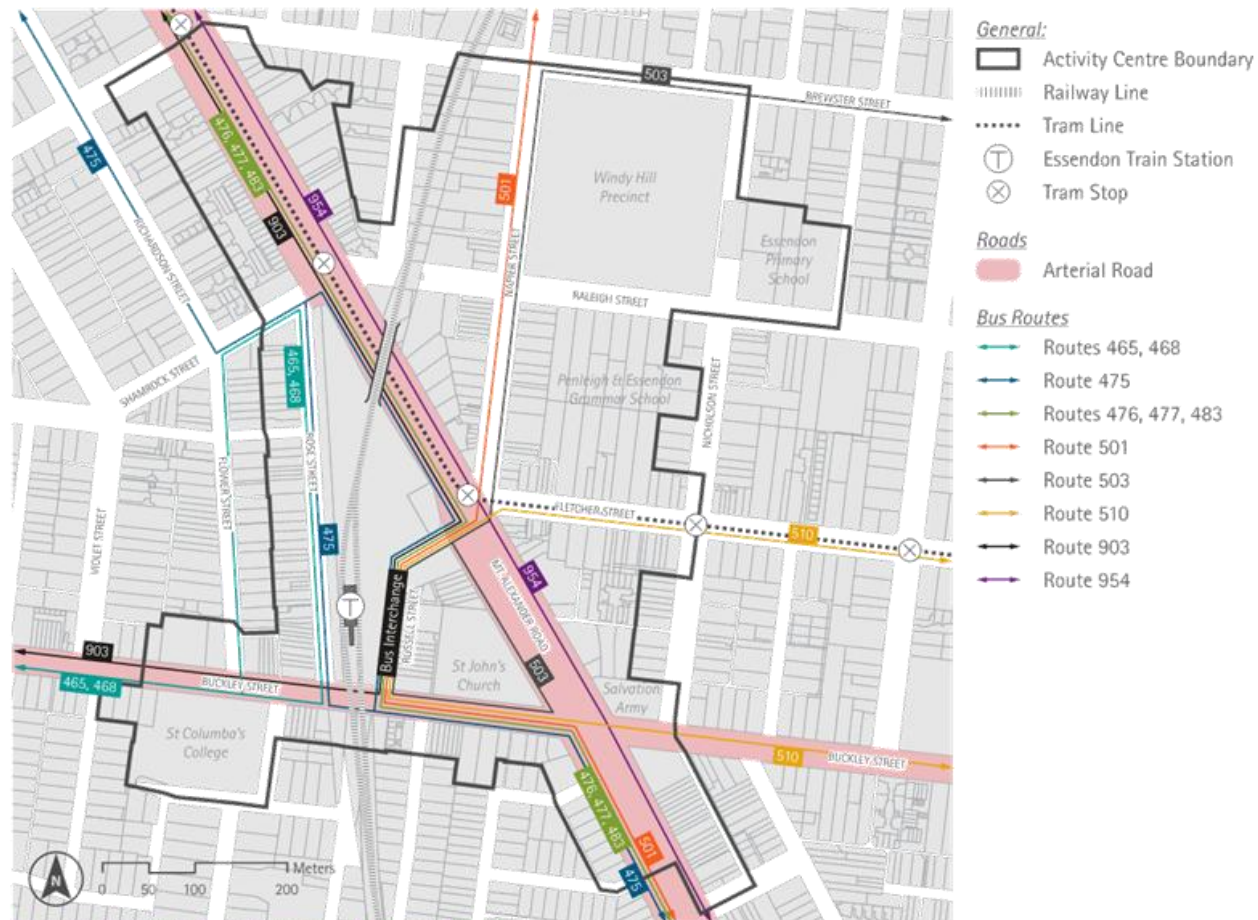 General:
Activity Centre Boundary
Railway Line
Tram Line
T
Essendon Train Station
Tram Stop
Roads
Arterial Road
Bus Routes
Routes 465, 468
Route 475
Routes 476, 477, 483
Route 501
Route 503
Route 510
Route 903
Route 954
503
BREWSTER STREET
475
476, 477, 483
954
903
501
Windy Hill
Precinct
Essendon
Primary
School
RICHARDSON STREET
NAPIER STREET
RALEIGH STREET
SHAMROCK STREET
465, 468
Penleigh & Essendon
Grammar School
NICHOLSON STREET
ROSE STREET
FLOWER STREET
VIOLET STREET
475
FLETCHER STREET
510
T
Bus Interchange
RUSSELL STREET
MT. ALEXANDER ROAD
954
903
465, 468
BUCKLEY STREET
St John's
Church
503
Salvation
Army
St Columba's
College
510
BUCKLEY STREET
476, 477, 483
501
475
N
Meters
0 50 100 200